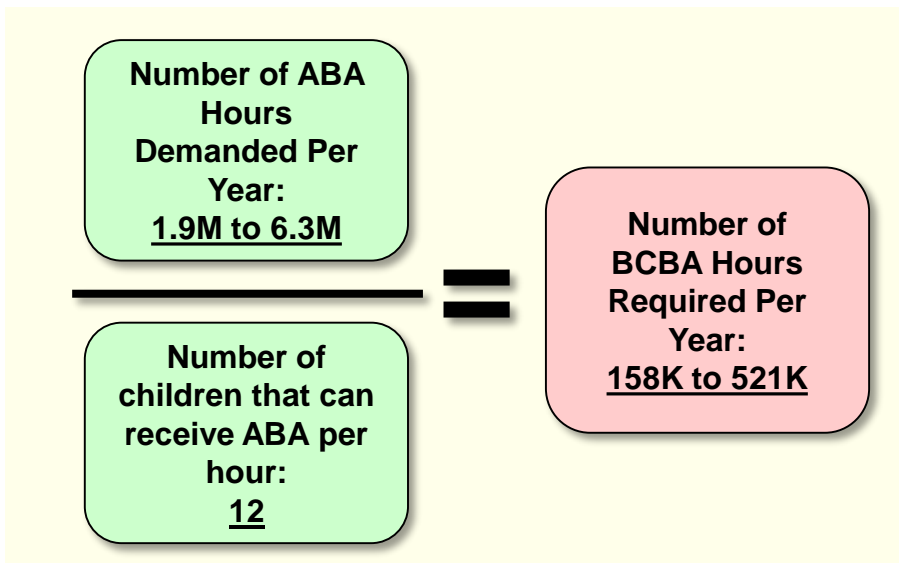 Number of ABA
Hours
Demanded Per
Year:
1.9M to 6.3M
Number of
children that can
receive ABA per
hour:
12
Number of
BCBA Hours
Required Per
Year:
158K to 521K